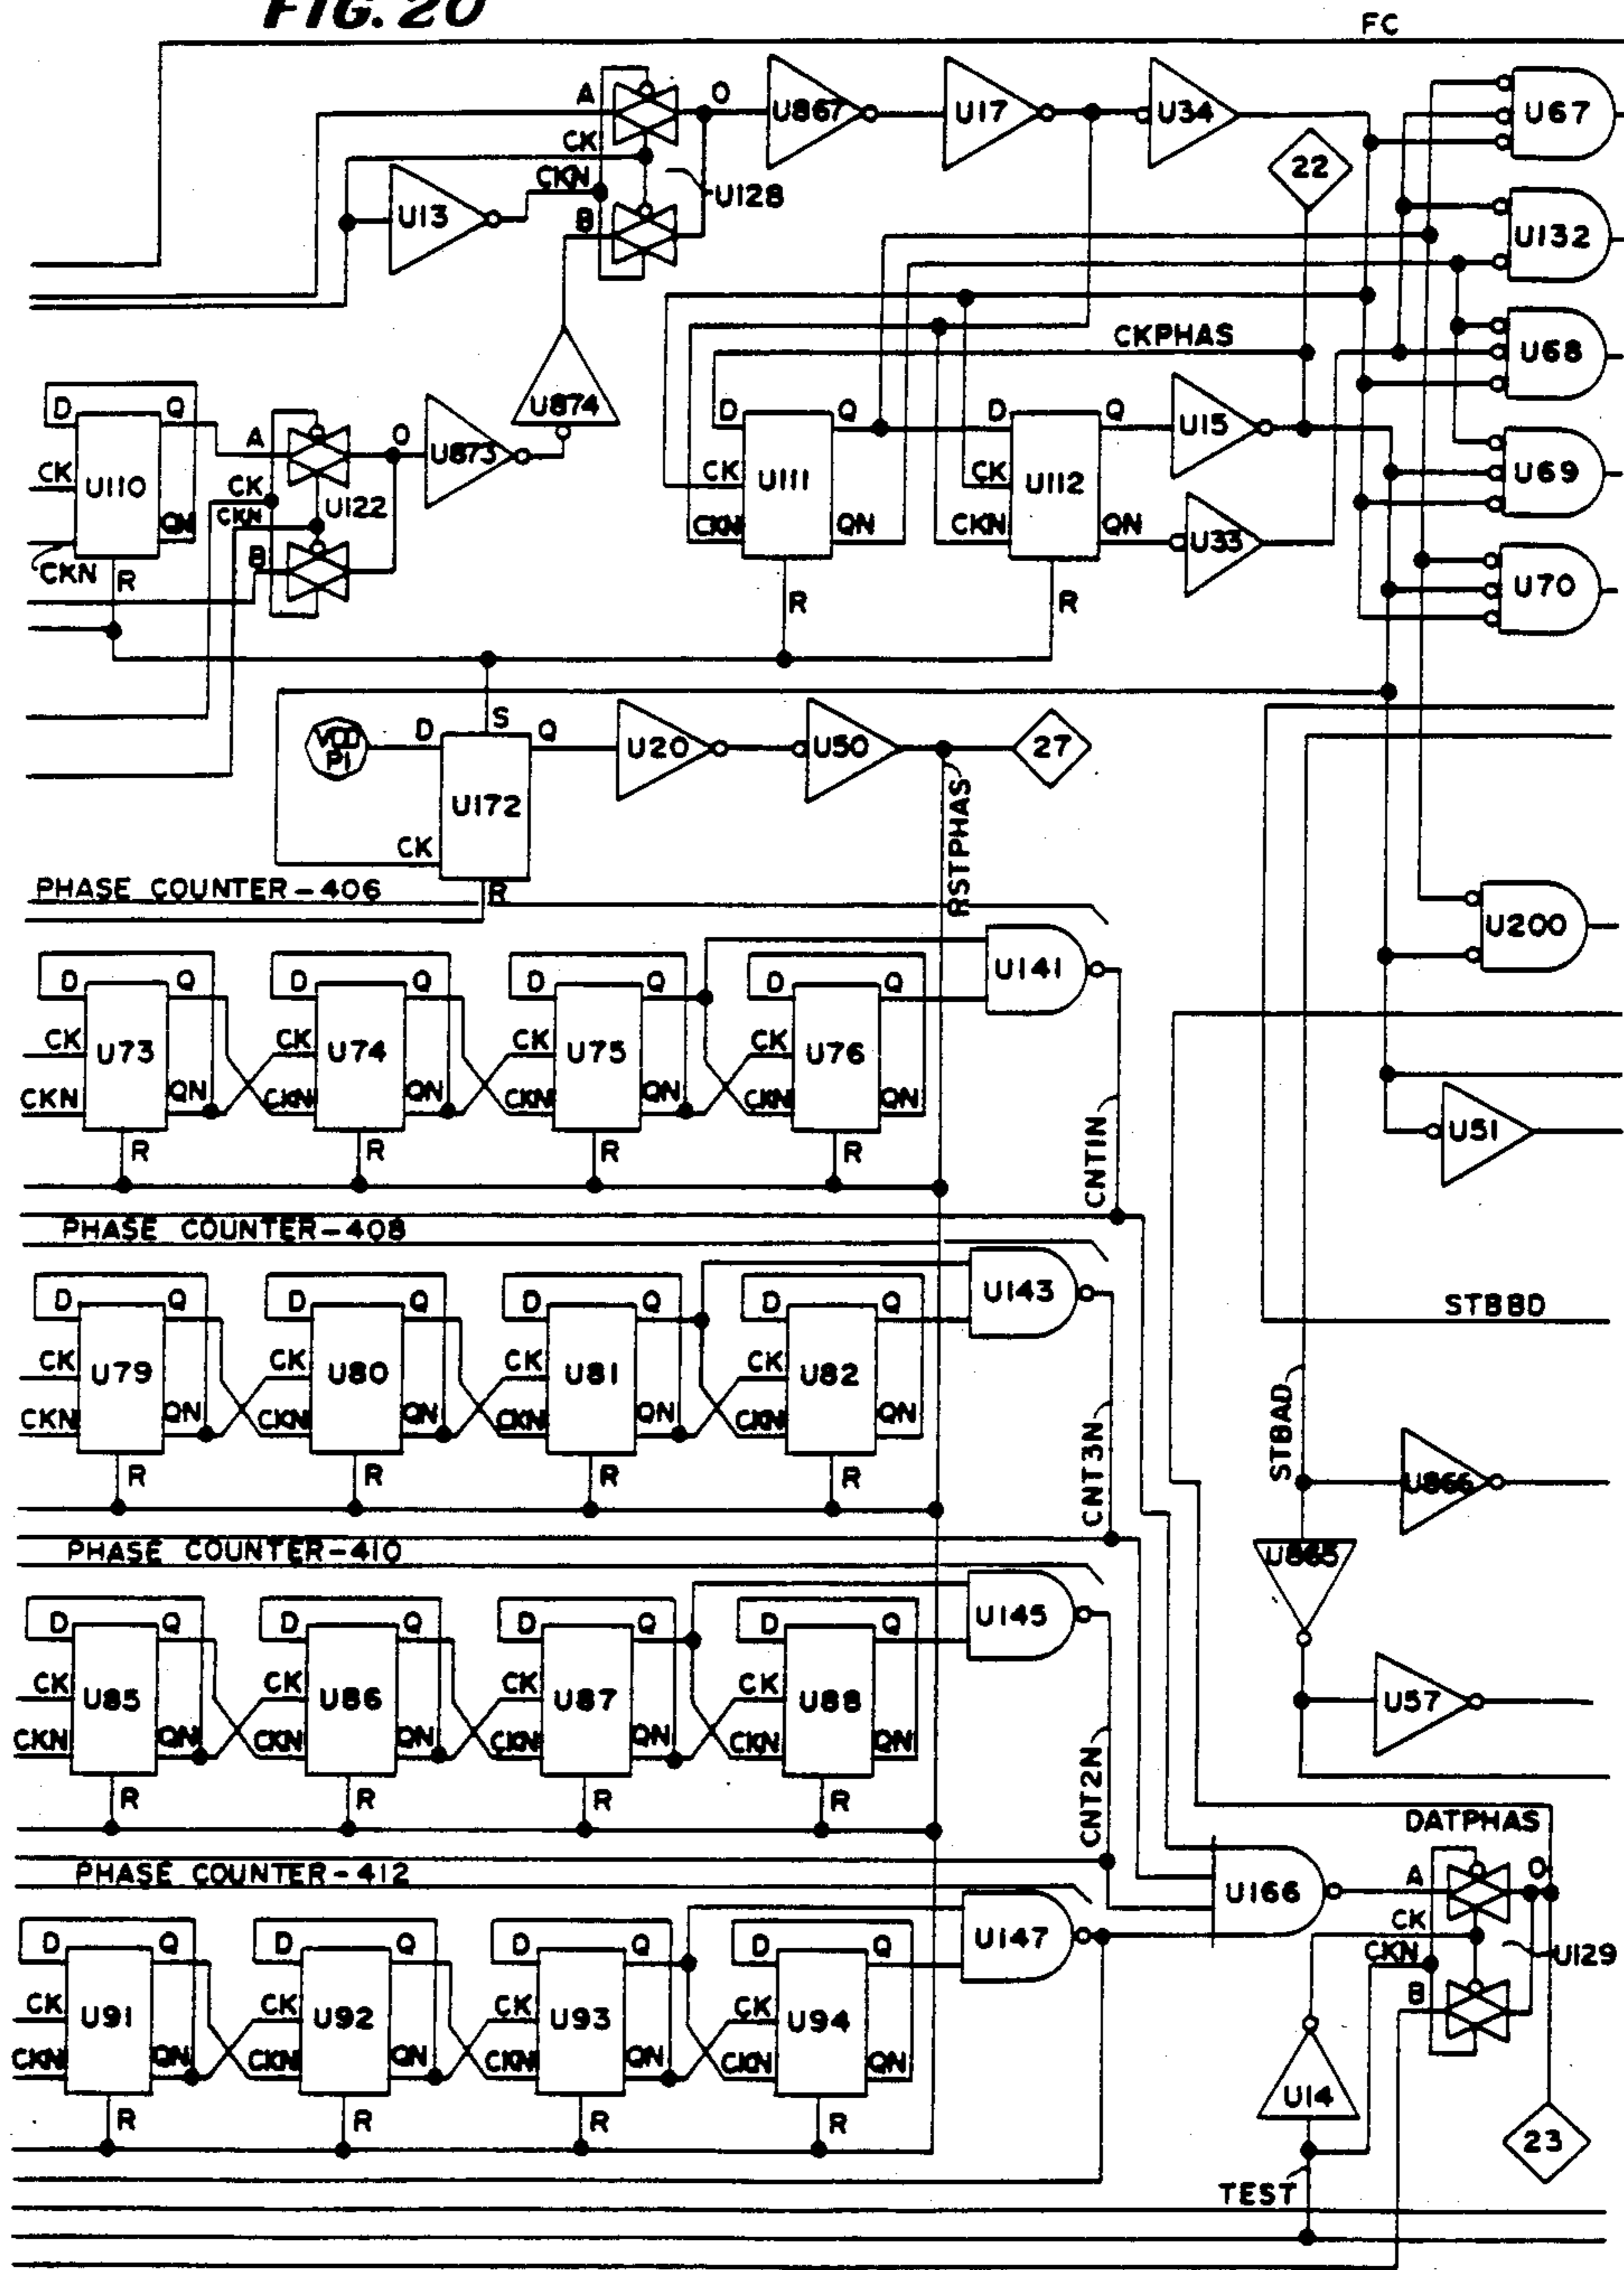 FIG. 20
FC
A
O
U867
U17
U34
U67
CK
CKN
U128
22
U13
B
U132
CKPHAS
U68
U874
D
Q
A
O
U873
D
Q
D
Q
U15
CK
U110
CK
CKN
U122
CK
U111
CK
U112
U69
QN
CKN
QN
CKN
QN
U33
CKN
R
B
R
R
U70
VDD
P1
D
S
Q
U20
U50
27
U172
CK
RSTPHAS
R
PHASE COUNTER-406
U200
U141
D
Q
D
Q
D
Q
D
Q
CK
U73
CK
U74
CK
U75
CK
U76
CKN
QN
CKN
QN
CKN
QN
CKN
QN
R
R
R
R
U51
CNT1N
PHASE COUNTER-408
U143
D
Q
D
Q
D
Q
D
Q
STBBD
CK
U79
CK
U80
CK
U81
CK
U82
CKN
QN
CKN
QN
CKN
QN
CKN
QN
R
R
R
R
CNT3N
STBAD
U866
PHASE COUNTER-410
U865
U145
D
Q
D
Q
D
Q
D
Q
CK
U85
CK
U86
CK
U87
CK
U88
U57
CKN
QN
CKN
QN
CKN
QN
CKN
QN
R
R
R
R
CNT2N
DATPHAS
PHASE COUNTER-412
U166
A
O
U147
CK
CKN
U129
D
Q
D
Q
D
Q
D
Q
B
CK
U91
CK
U92
CK
U93
CK
U94
CKN
QN
CKN
QN
CKN
QN
CKN
QN
R
R
R
R
U14
23
TEST